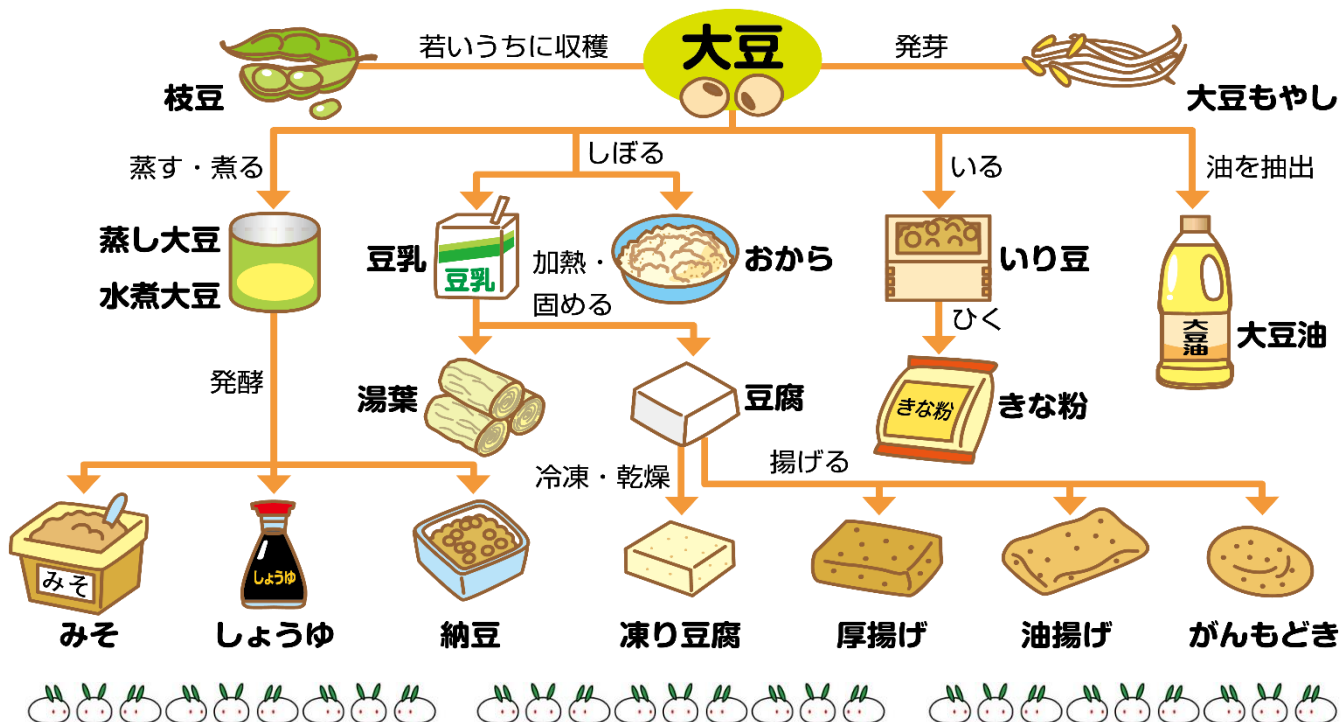 若いうちに収穫
大豆
発芽
枝豆
大豆もやし
蒸す・煮る
しぼる
いる
油を抽出
蒸し大豆
水煮大豆
豆乳
豆乳
加熱・
固める
おから
いり豆
大豆油
大豆油
ひく
発酵
湯葉
豆腐
きな粉
きな粉
冷凍・乾燥
揚げる
みそ
しょうゆ
みそ
しょうゆ
納豆
凍り豆腐
厚揚げ
油揚げ
がんもどき